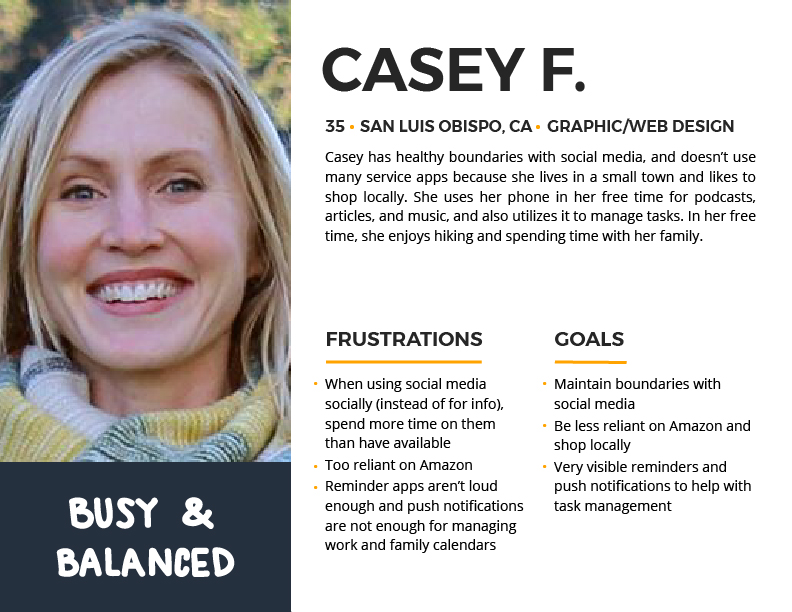 CASEY F.
35 • SAN LUIS OBISPO, CA • GRAPHIC/WEB DESIGN
Casey has healthy boundaries with social media, and doesn’t use
many service apps because she lives in a small town and likes to
shop locally. She uses her phone in her free time for podcasts,
articles, and music, and also utilizes it to manage tasks. In her free
time, she enjoys hiking and spending time with her family.
FRUSTRATIONS
• When using social media
socially (instead of for info),
spend more time on them
than have available
• Too reliant on Amazon
• Reminder apps aren’t loud
enough and push notifications
are not enough for managing
work and family calendars
GOALS
• Maintain boundaries with
social media
• Be less reliant on Amazon and
shop locally
• Very visible reminders and
push notifications to help with
task management
BUSY &
BALANCED